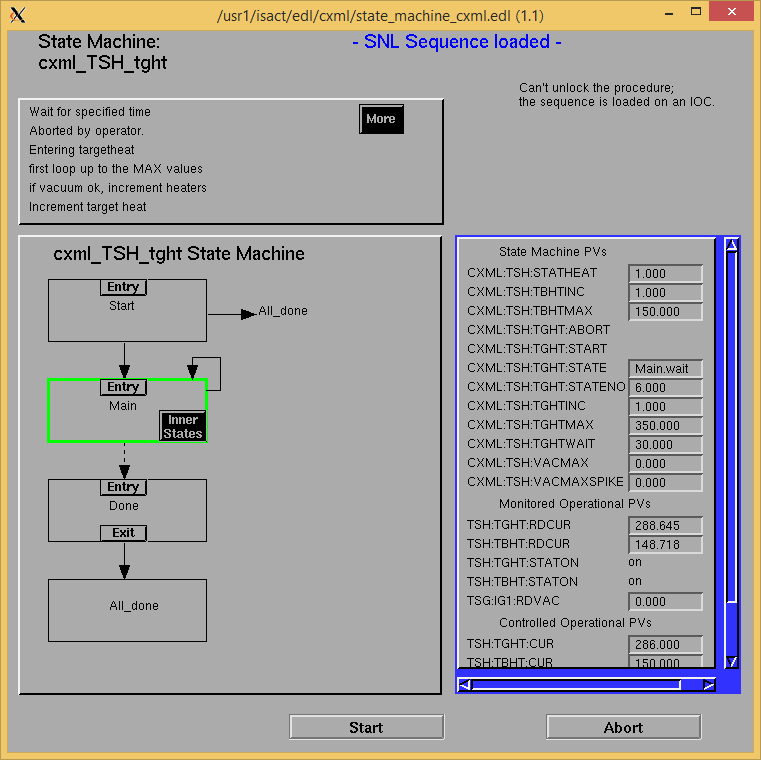 /usr1/isact/edl/cxml/state_machine_cxml.edl (1.1)
State Machine:
cxml_TSH_tght
- SNL Sequence loaded -
Can't unlock the procedure;
the sequence is loaded on an IOC.
Wait for specified time
Aborted by operator.
Entering targetheat
first loop up to the MAX values
if vacuum ok, increment heaters
Increment target heat
More
cxml_TSH_tght State Machine
Entry
Start
All_done
Entry
Main
Inner
States
Entry
Done
Exit
All_done
State Machine PVs
CXML:TSH:STATHEAT 1.000
CXML:TSH:TBHTINC 1.000
CXML:TSH:TBHTMAX 150.000
CXML:TSH:TGHT:ABORT
CXML:TSH:TGHT:START
CXML:TSH:TGHT:STATE Main.wait
CXML:TSH:TGHT:STATENO 6.000
CXML:TSH:TGHTINC 1.000
CXML:TSH:TGHTMAX 350.000
CXML:TSH:TGHTWAIT 30.000
CXML:TSH:VACMAX 0.000
CXML:TSH:VACMAXSPIKE 0.000
Monitored Operational PVs
TSH:TGHT:RDCUR 288.645
TSH:TBHT:RDCUR 148.718
TSH:TGHT:STATON on
TSH:TBHT:STATON on
TSG:IG1:RDVAC 0.000
Controlled Operational PVs
TSH:TGHT:CUR 286.000
TSH:TBHT:CUR 150.000
Start
Abort